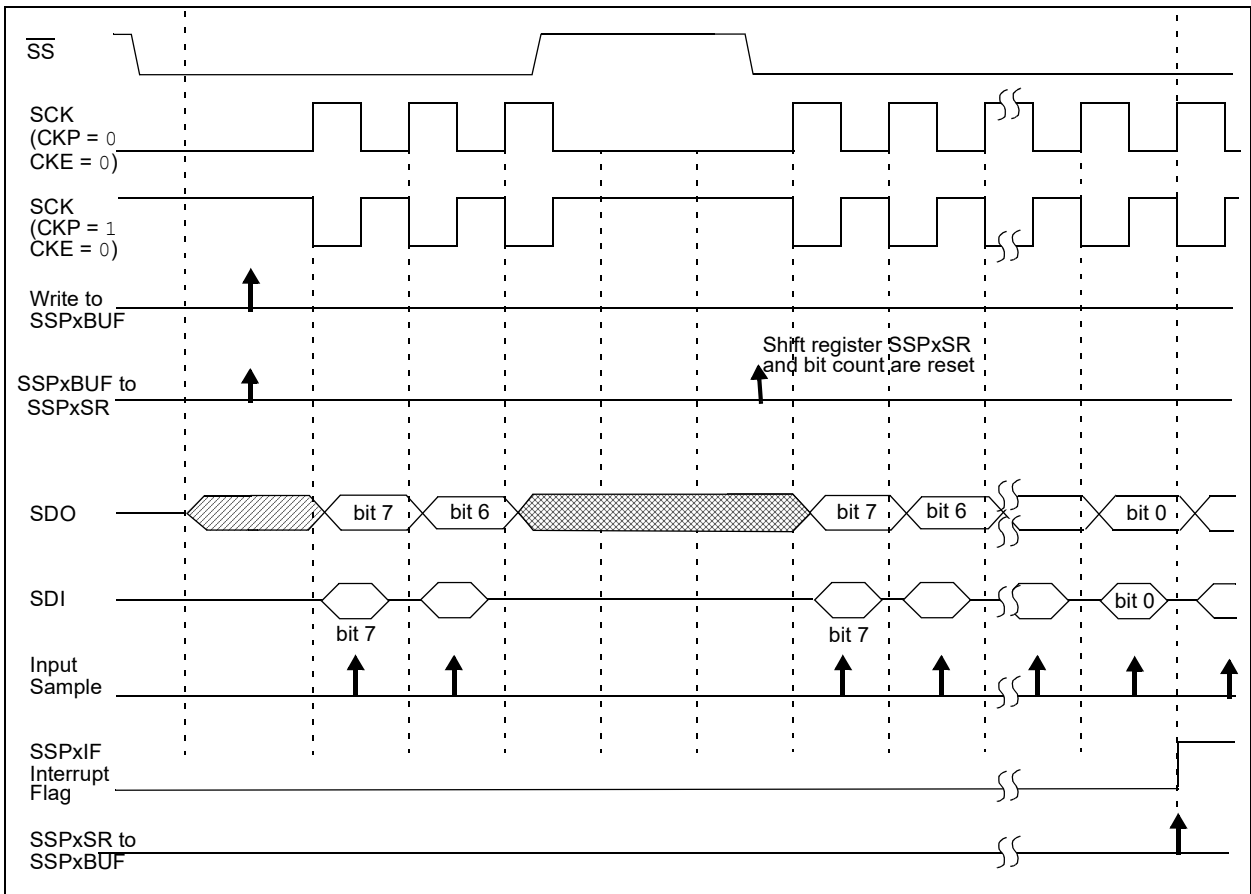 SS
SCK
(CKP = 0
CKE = 0)
SCK
(CKP = 1
CKE = 0)
Write to
SSPxBUF
Shift register SSPxSR
and bit count are reset
SSPxBUF to
SSPxSR
SDO
bit 7
bit 6
bit 7
bit 6
bit 0
SDI
bit 0
bit 7
bit 7
Input
Sample
SSPxIF
Interrupt
Flag
SSPxSR to
SSPxBUF